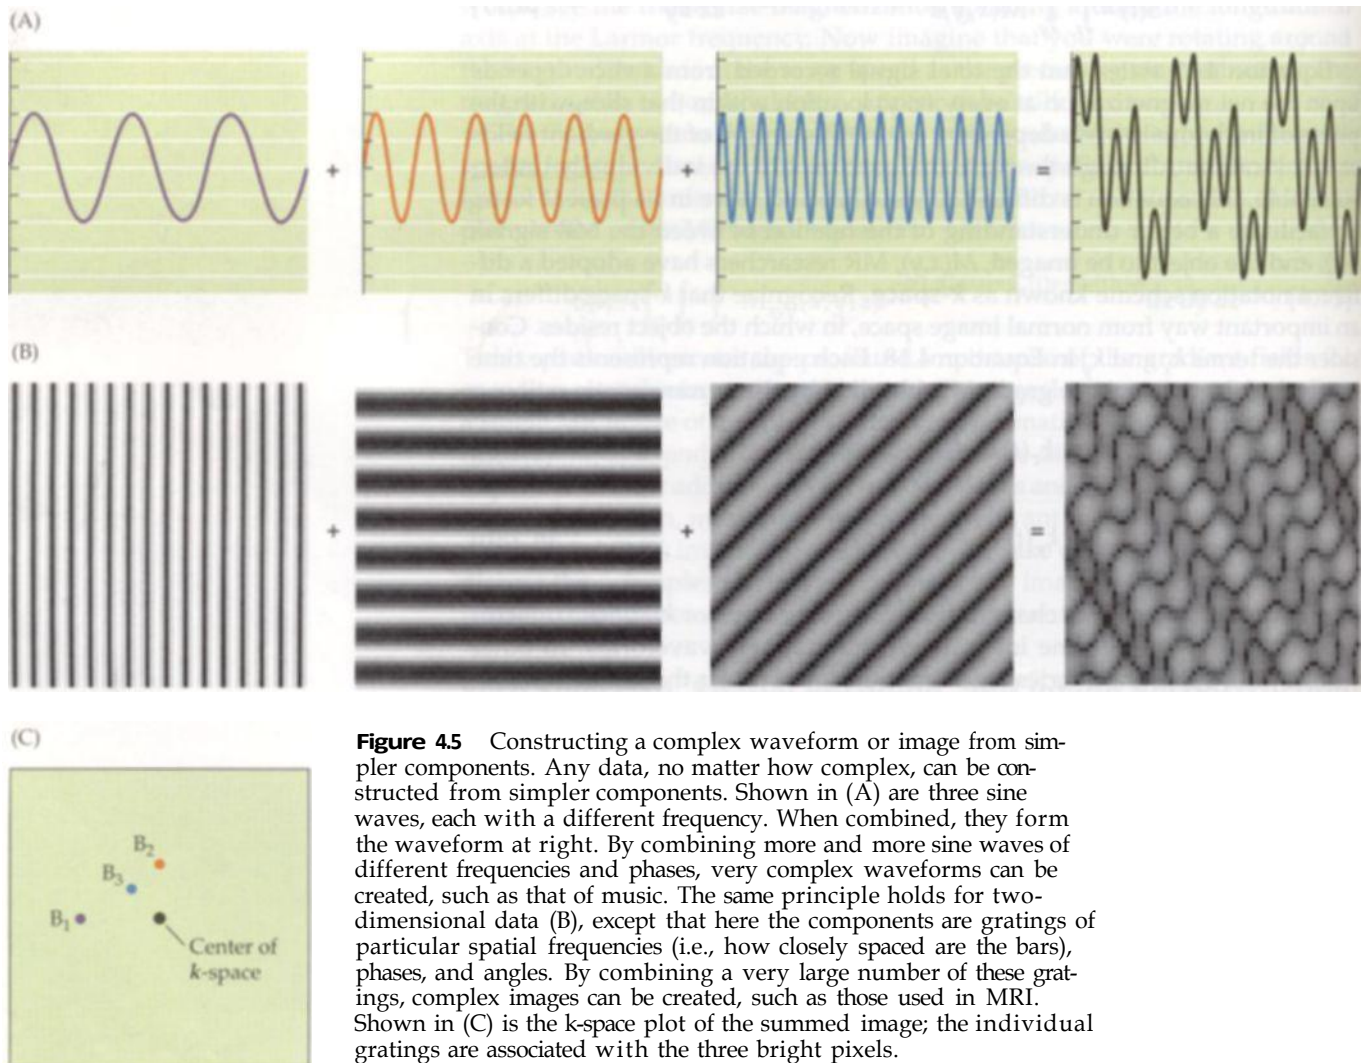 (A)
+
+
=
(B)
+
+
=
(C)
B2
B3
B1
Center of
k-space
Figure 4.5 Constructing a complex waveform or image from sim-
pler components. Any data, no matter how complex, can be con-
structed from simpler components. Shown in (A) are three sine
waves, each with a different frequency. When combined, they form
the waveform at right. By combining more and more sine waves of
different frequencies and phases, very complex waveforms can be
created, such as that of music. The same principle holds for two-
dimensional data (B), except that here the components are gratings of
particular spatial frequencies (i.e., how closely spaced are the bars),
phases, and angles. By combining a very large number of these grat-
ings, complex images can be created, such as those used in MRI.
Shown in (C) is the k-space plot of the summed image; the individual
gratings are associated with the three bright pixels.